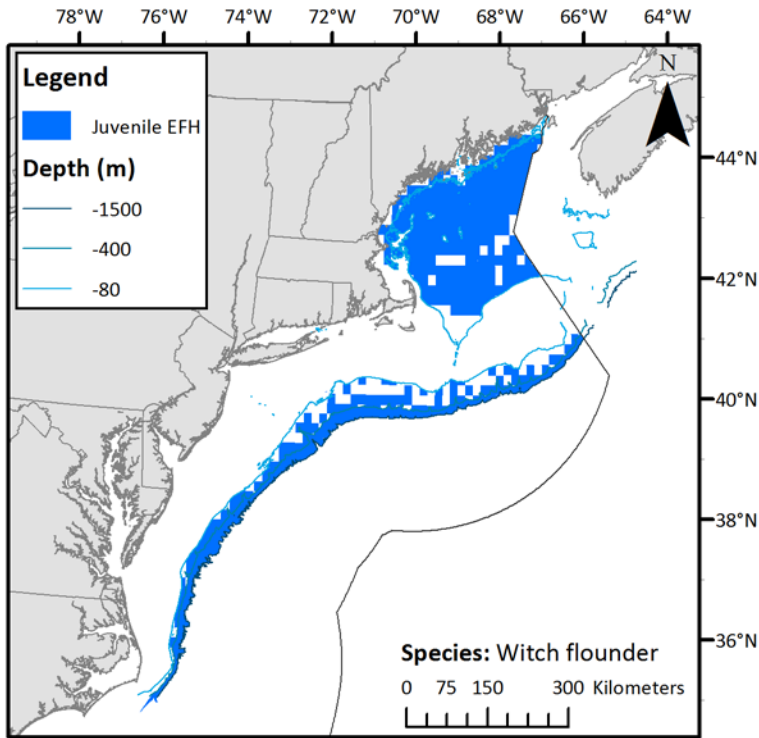 78°W 76°W 74°W 72°W 70°W 68°W 66°W 64°W
N
Legend
Juvenile EFH
Depth (m)
-1500
-400
-80
44°N
42°N
40°N
38°N
36°N
Species: Witch flounder
0 75 150 300 Kilometers